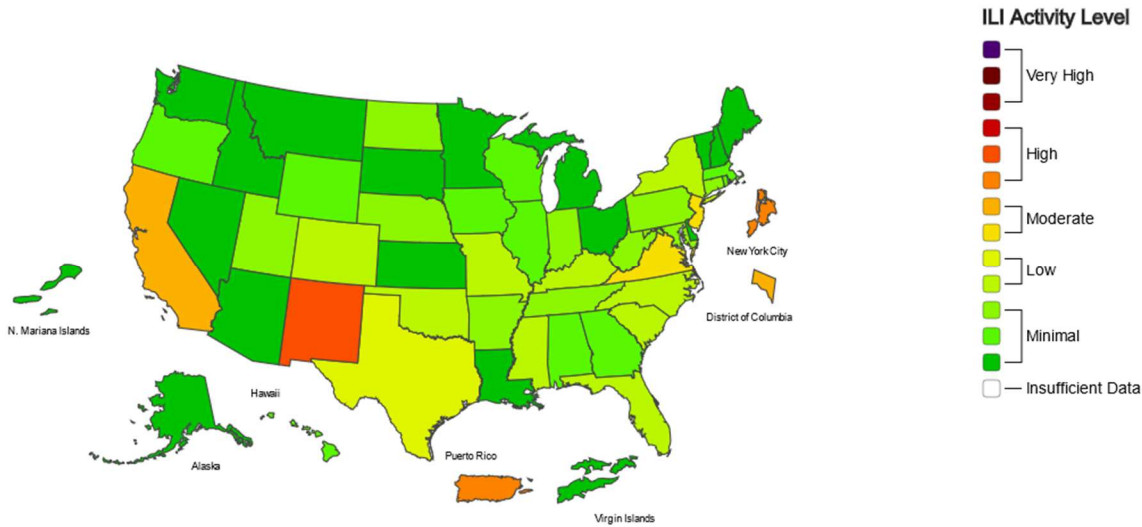 ILI Activity Level
Very High
High
Moderate
Low
Minimal
Insufficient Data
New York City
District of Columbia
N. Mariana Islands
Hawaii
Alaska
Puerto Rico
Virgin Islands